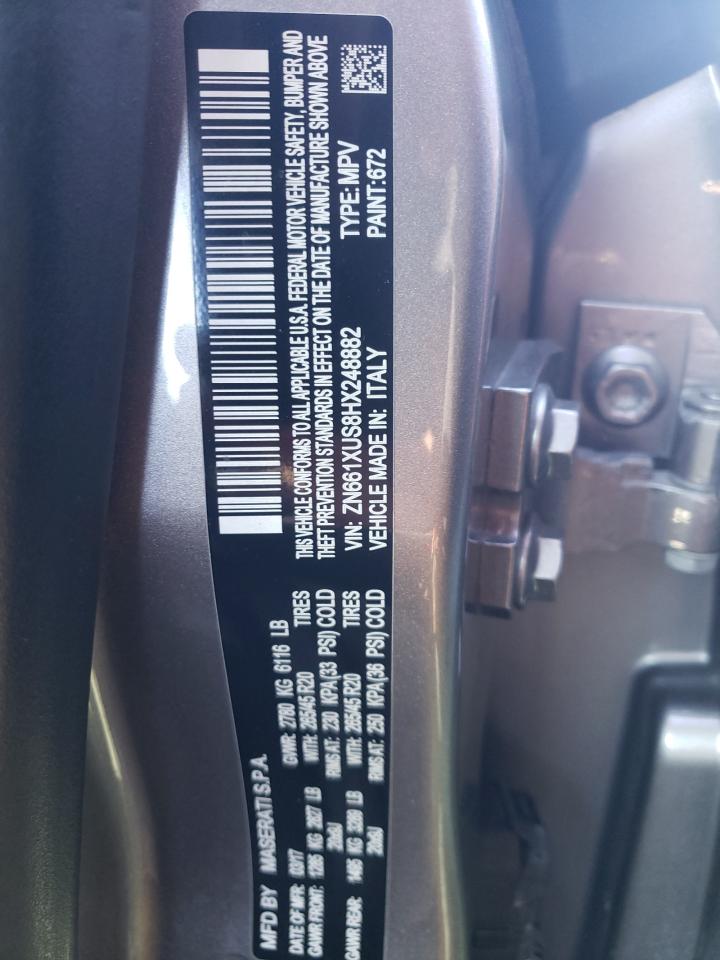 MFD BY MASERATI S.P.A.
DATE OF MFR: 03/17 GVWR: 2780 KG 6116 LB
GAWR FRONT: 1285 KG 2827 LB WITH: 265/45 R20 TIRES
RIMS AT: 230 KPA(33 PSI) COLD
GAWR REAR: 1495 KG 3289 LB WITH: 265/45 R20 TIRES
RIMS AT: 250 KPA(36 PSI) COLD
THIS VEHICLE CONFORMS TO ALL APPLICABLE U.S.A. FEDERAL MOTOR VEHICLE SAFETY, BUMPER AND
THEFT PREVENTION STANDARDS IN EFFECT ON THE DATE OF MANUFACTURE SHOWN ABOVE
VIN: ZN661XUS8HX248882 TYPE: MPV
VEHICLE MADE IN: ITALY PAINT:672